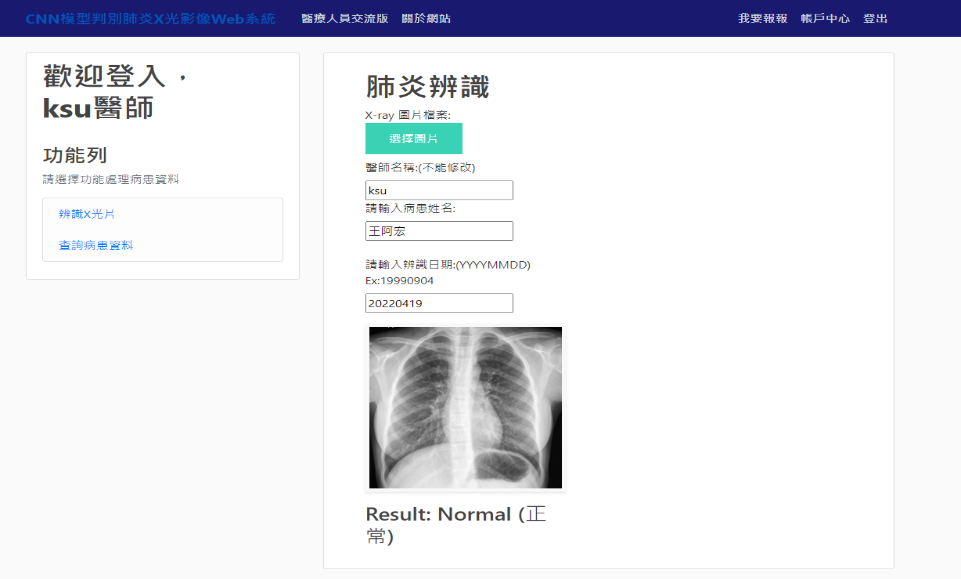 CNN模型判別肺炎X光影像Web系統
醫療人員交流版
關於網站
我要報報
帳戶中心
登出
歡迎登入，
ksu醫師
功能列
請選擇功能處理病患資料
辨識X光片
查詢病患資料
肺炎辨識
X-ray 圖片檔案:
選擇圖片
醫師名稱:(不能修改)
ksu
請輸入病患姓名:
王阿宏
請輸入辨識日期:(YYYYMMDD)
Ex:19990904
20220419
Result: Normal (正
常)